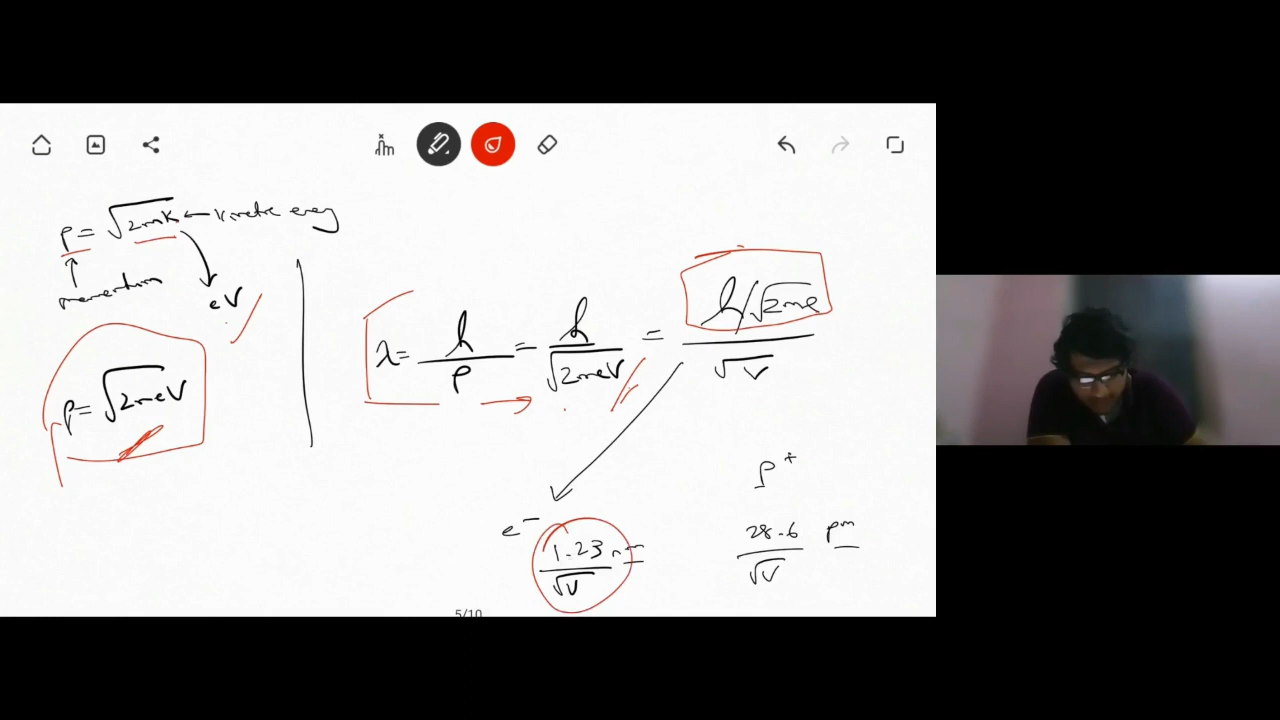 p = √2mK ← kinetic energy
momentum
eV
p = √2meV
λ = h/p = h/√2meV = h/√2me / √V
e⁻
1.23/√V nm
p⁺
28.6/√V pm
5/10